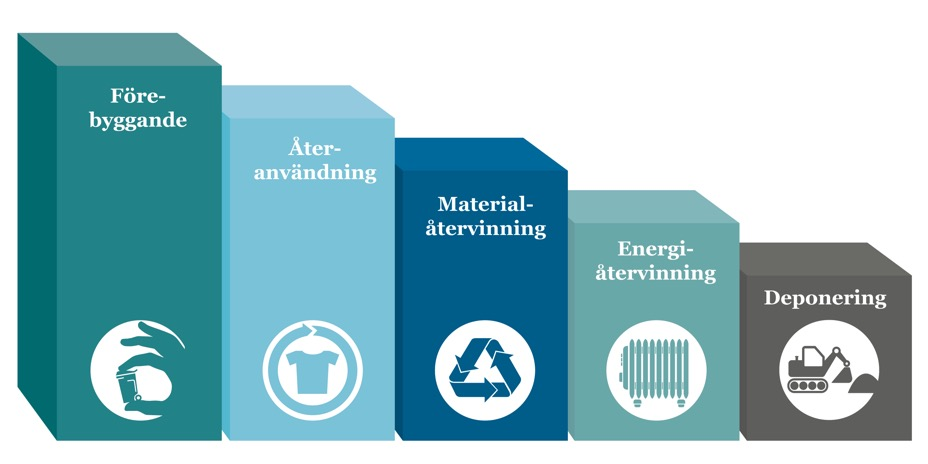 Före-
byggande
Åter-
användning
Material-
återvinning
Energi-
återvinning
Deponering